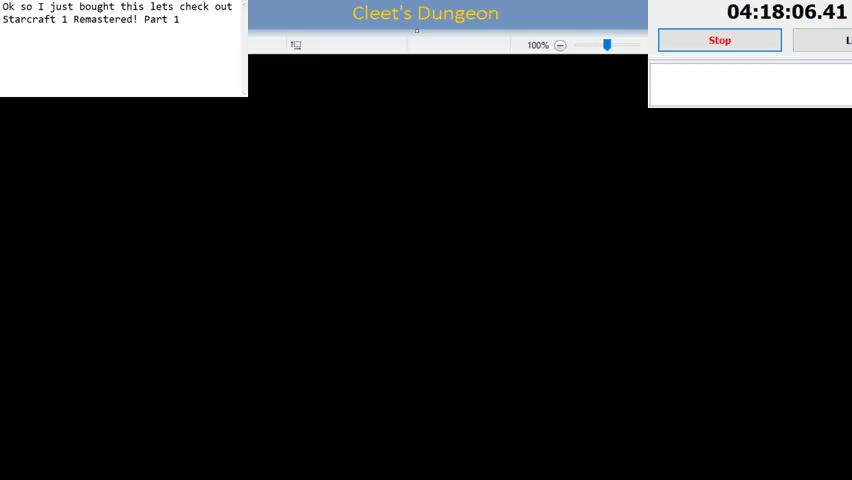 Ok so I just bought this lets check out
Starcraft 1 Remastered! Part 1
Cleet's Dungeon
04:18:06.41
100%
Stop
L